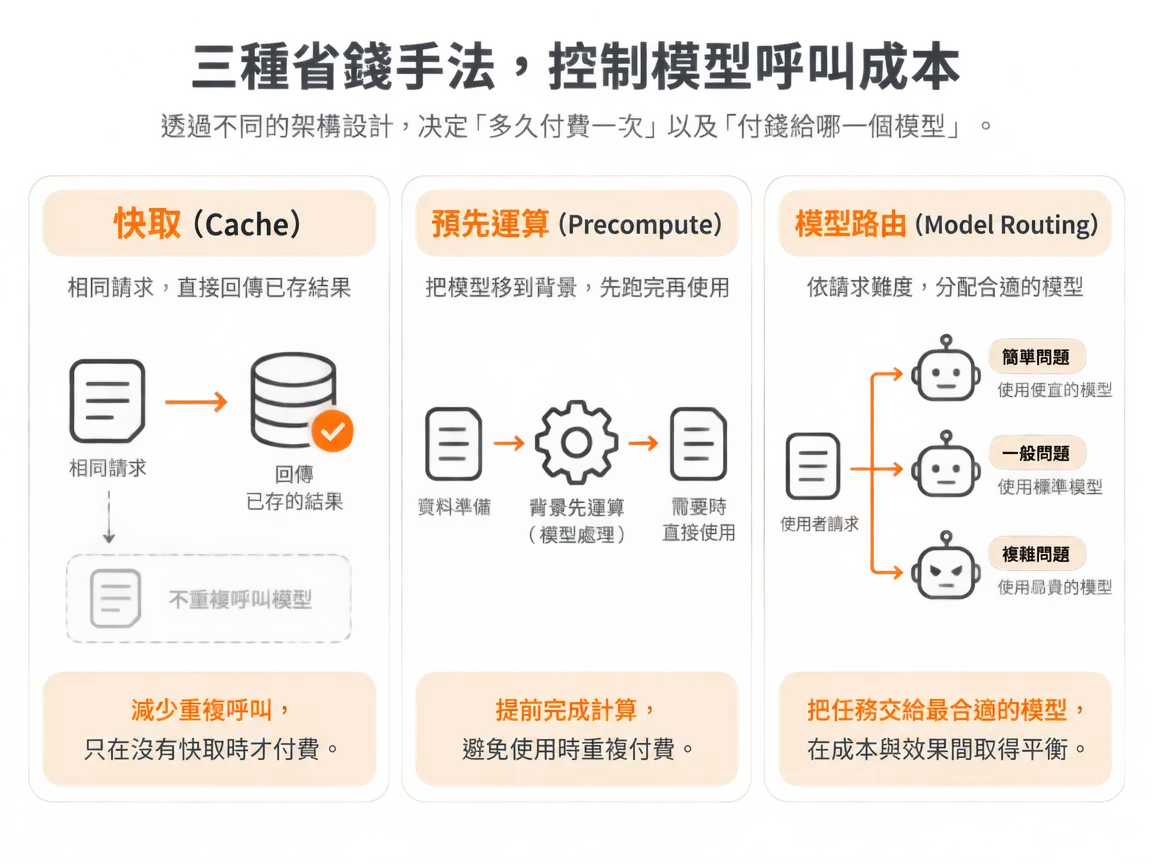 三種省錢手法，控制模型呼叫成本
透過不同的架構設計，決定「多久付費一次」以及「付錢給哪一個模型」。
快取 (Cache)
相同請求，直接回傳已存結果
相同請求
回傳
已存的結果
不重複呼叫模型
減少重複呼叫，
只在沒有快取時才付費。
預先運算 (Precompute)
把模型移到背景，先跑完再使用
資料準備
背景先運算
（模型處理）
需要時
直接使用
提前完成計算，
避免使用時重複付費。
模型路由 (Model Routing)
依請求難度，分配合適的模型
使用者請求
簡單問題
使用便宜的模型
一般問題
使用標準模型
複雜問題
使用昂貴的模型
把任務交給最合適的模型，
在成本與效果間取得平衡。